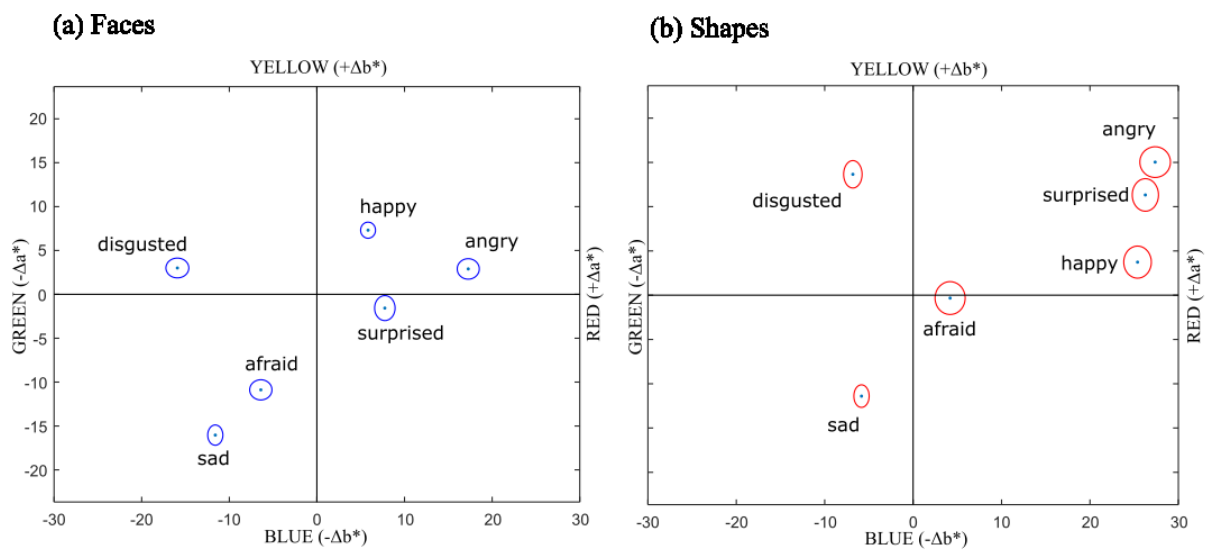 (a) Faces
YELLOW (+Δb*)
20
15
10
5
0
-5
-10
-15
-20
GREEN (-Δa*)
RED (+Δa*)
happy
disgusted
angry
surprised
afraid
sad
-30
-20
-10
0
10
20
30
BLUE (-Δb*)
(b) Shapes
YELLOW (+Δb*)
GREEN (-Δa*)
RED (+Δa*)
angry
disgusted
surprised
happy
afraid
sad
-30
-20
-10
0
10
20
30
BLUE (-Δb*)